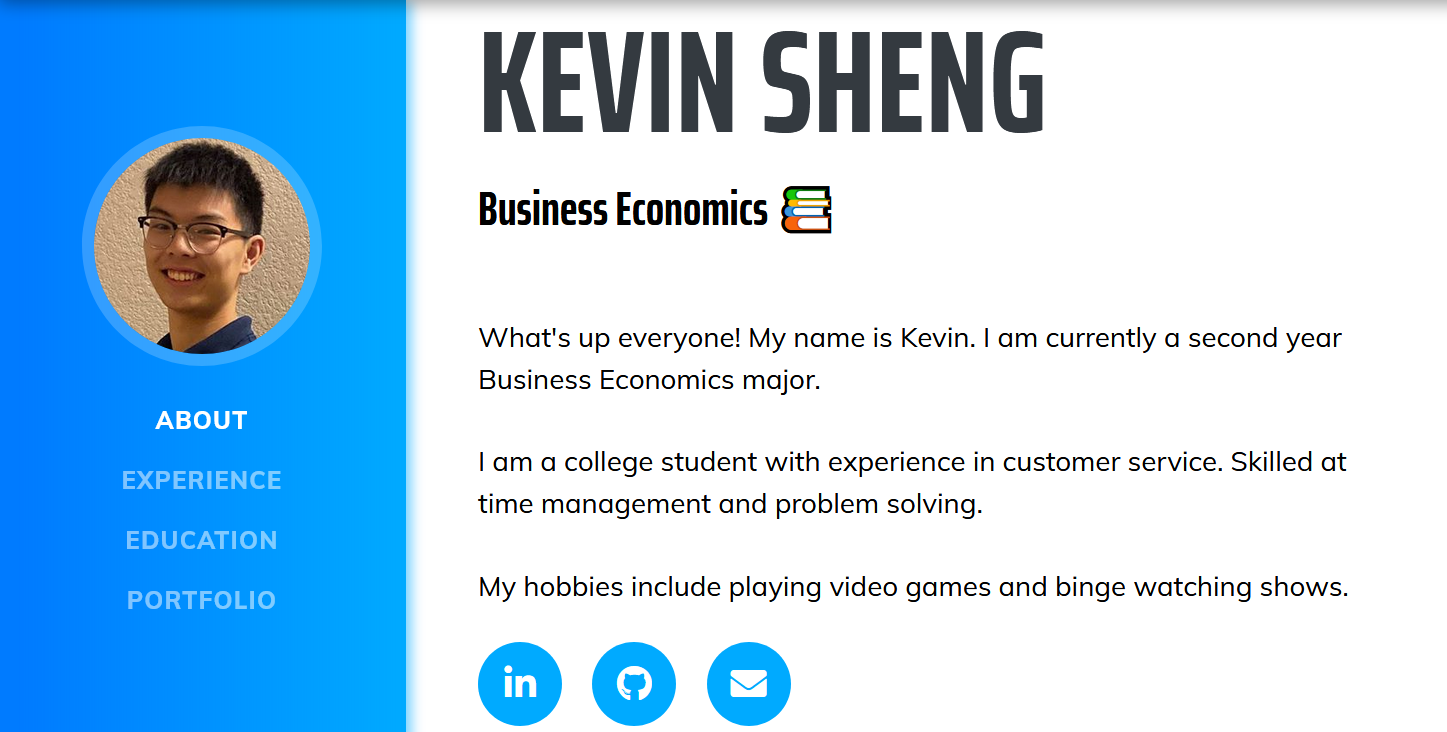 KEVIN SHENG
Business Economics
What's up everyone! My name is Kevin. I am currently a second year
Business Economics major.
I am a college student with experience in customer service. Skilled at
time management and problem solving.
My hobbies include playing video games and binge watching shows.
in
ABOUT
EXPERIENCE
EDUCATION
PORTFOLIO